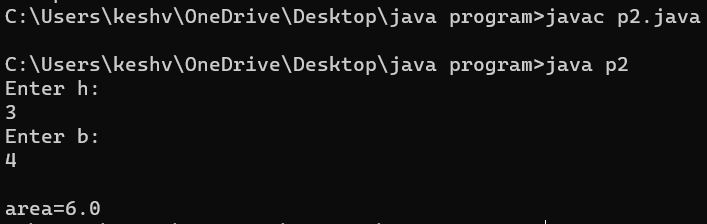 C:\Users\keshv\OneDrive\Desktop\java program>javac p2.java
C:\Users\keshv\OneDrive\Desktop\java program>java p2
Enter h:
3
Enter b:
4
area=6.0